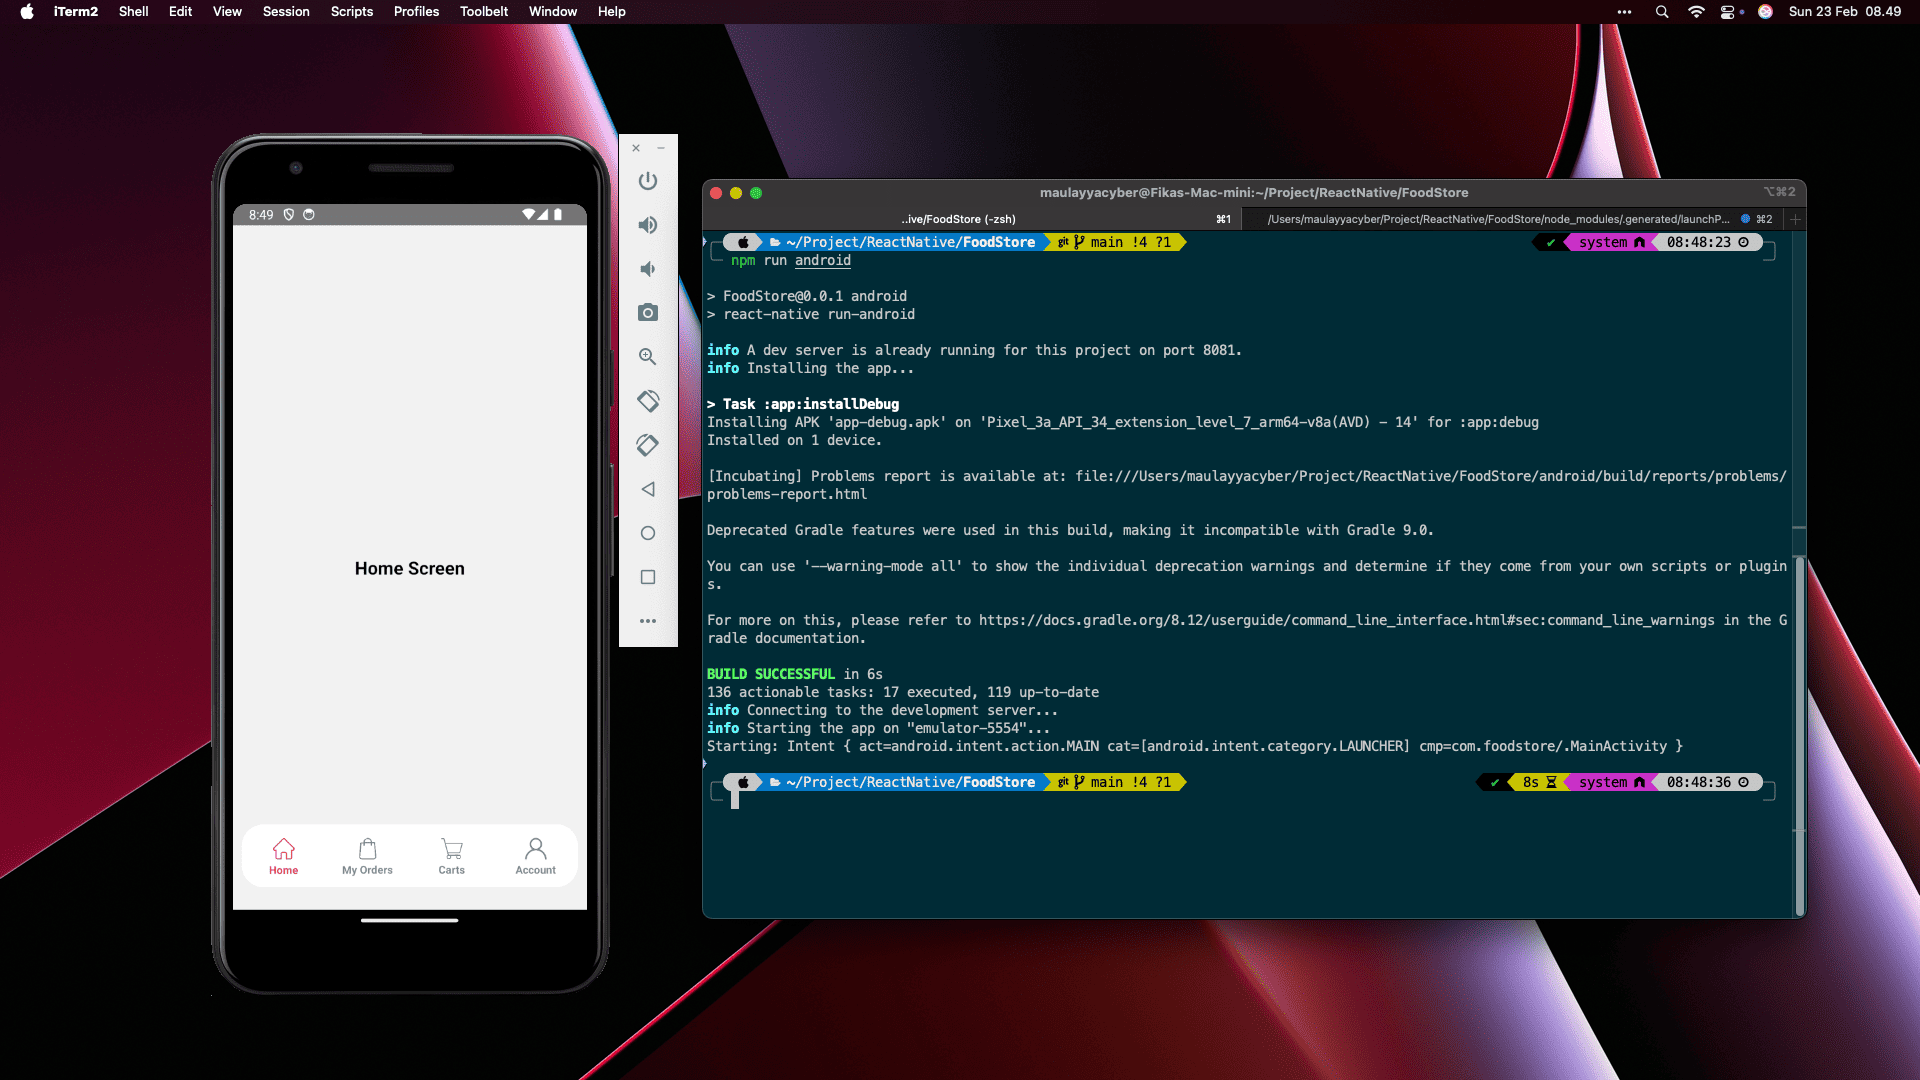 iTerm2 Shell Edit View Session Scripts Profiles Toolbelt Window Help
Sun 23 Feb 08.49
8:49
Home Screen
Home
My Orders
Carts
Account
maulayyacyber@Fikas-Mac-mini:~/Project/ReactNative/FoodStore
⌥⌘2
..ive/FoodStore (-zsh) ⌘1
/Users/maulayyacyber/Project/ReactNative/FoodStore/node_modules/.generated/launchP... ⌘2
~/Project/ReactNative/FoodStore git main !4 ?1
✔ system 08:48:23
npm run android
> FoodStore@0.0.1 android
> react-native run-android
info A dev server is already running for this project on port 8081.
info Installing the app...
> Task :app:installDebug
Installing APK 'app-debug.apk' on 'Pixel_3a_API_34_extension_level_7_arm64-v8a(AVD) - 14' for :app:debug
Installed on 1 device.
[Incubating] Problems report is available at: file:///Users/maulayyacyber/Project/ReactNative/FoodStore/android/build/reports/problems/
problems-report.html
Deprecated Gradle features were used in this build, making it incompatible with Gradle 9.0.
You can use '--warning-mode all' to show the individual deprecation warnings and determine if they come from your own scripts or plugin
s.
For more on this, please refer to https://docs.gradle.org/8.12/userguide/command_line_interface.html#sec:command_line_warnings in the G
radle documentation.
BUILD SUCCESSFUL in 6s
136 actionable tasks: 17 executed, 119 up-to-date
info Connecting to the development server...
info Starting the app on "emulator-5554"...
Starting: Intent { act=android.intent.action.MAIN cat=[android.intent.category.LAUNCHER] cmp=com.foodstore/.MainActivity }
~/Project/ReactNative/FoodStore git main !4 ?1
✔ 8s system 08:48:36